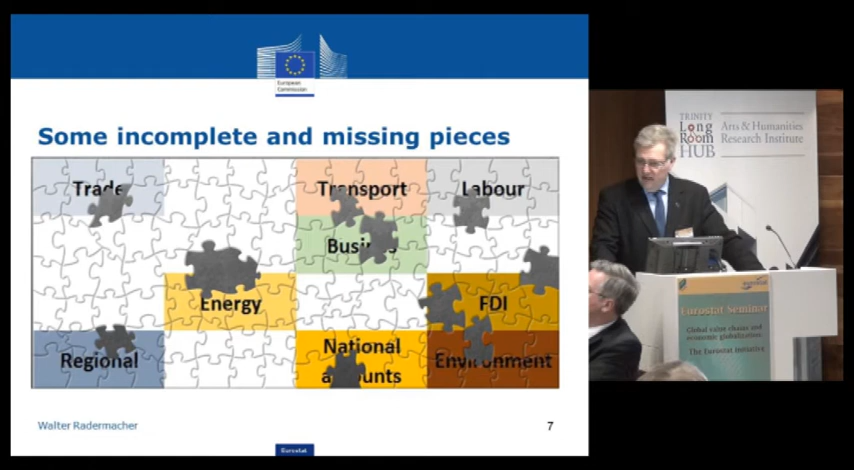 European
Commission
Some incomplete and missing pieces
Trade
Transport
Labour
Business
Energy
FDI
Regional
National
accounts
Environment
Walter Radermacher
7
Eurostat
TRINITY
Long
Room
HUB
Arts & Humanities
Research Institute
eurostat
Eurostat Seminar
Global value chains and
economic globalization
The Eurostat initiative